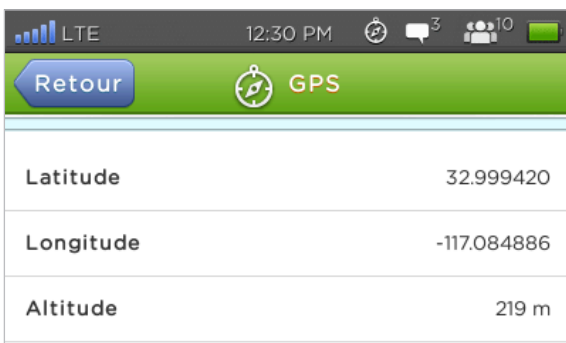 LTE 12:30 PM 3 10
Retour GPS
Latitude 32.999420
Longitude -117.084886
Altitude 219 m